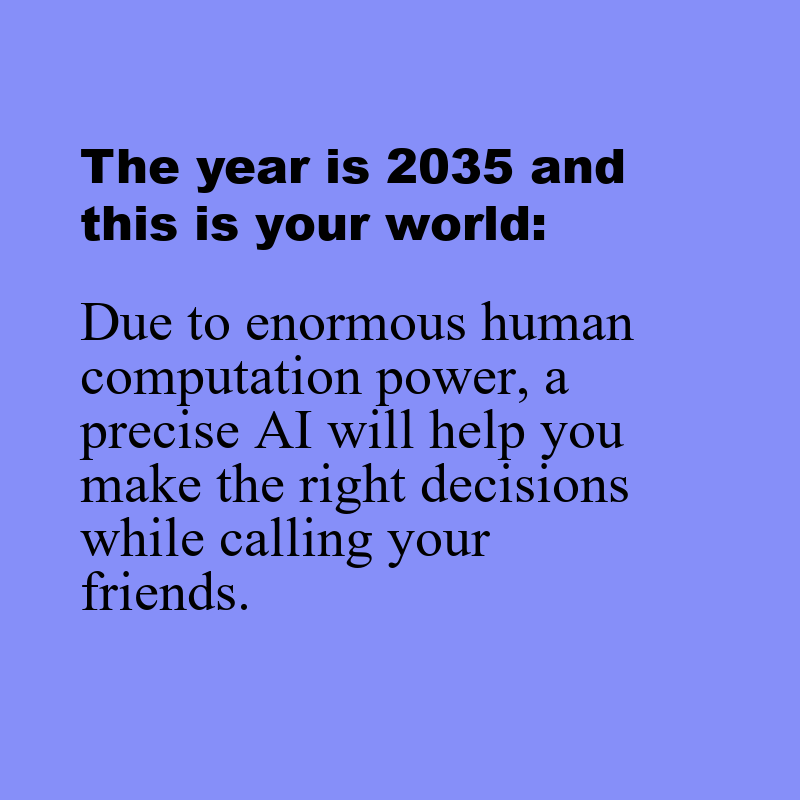 The year is 2035 and
this is your world:
Due to enormous human
computation power, a
precise AI will help you
make the right decisions
while calling your
friends.